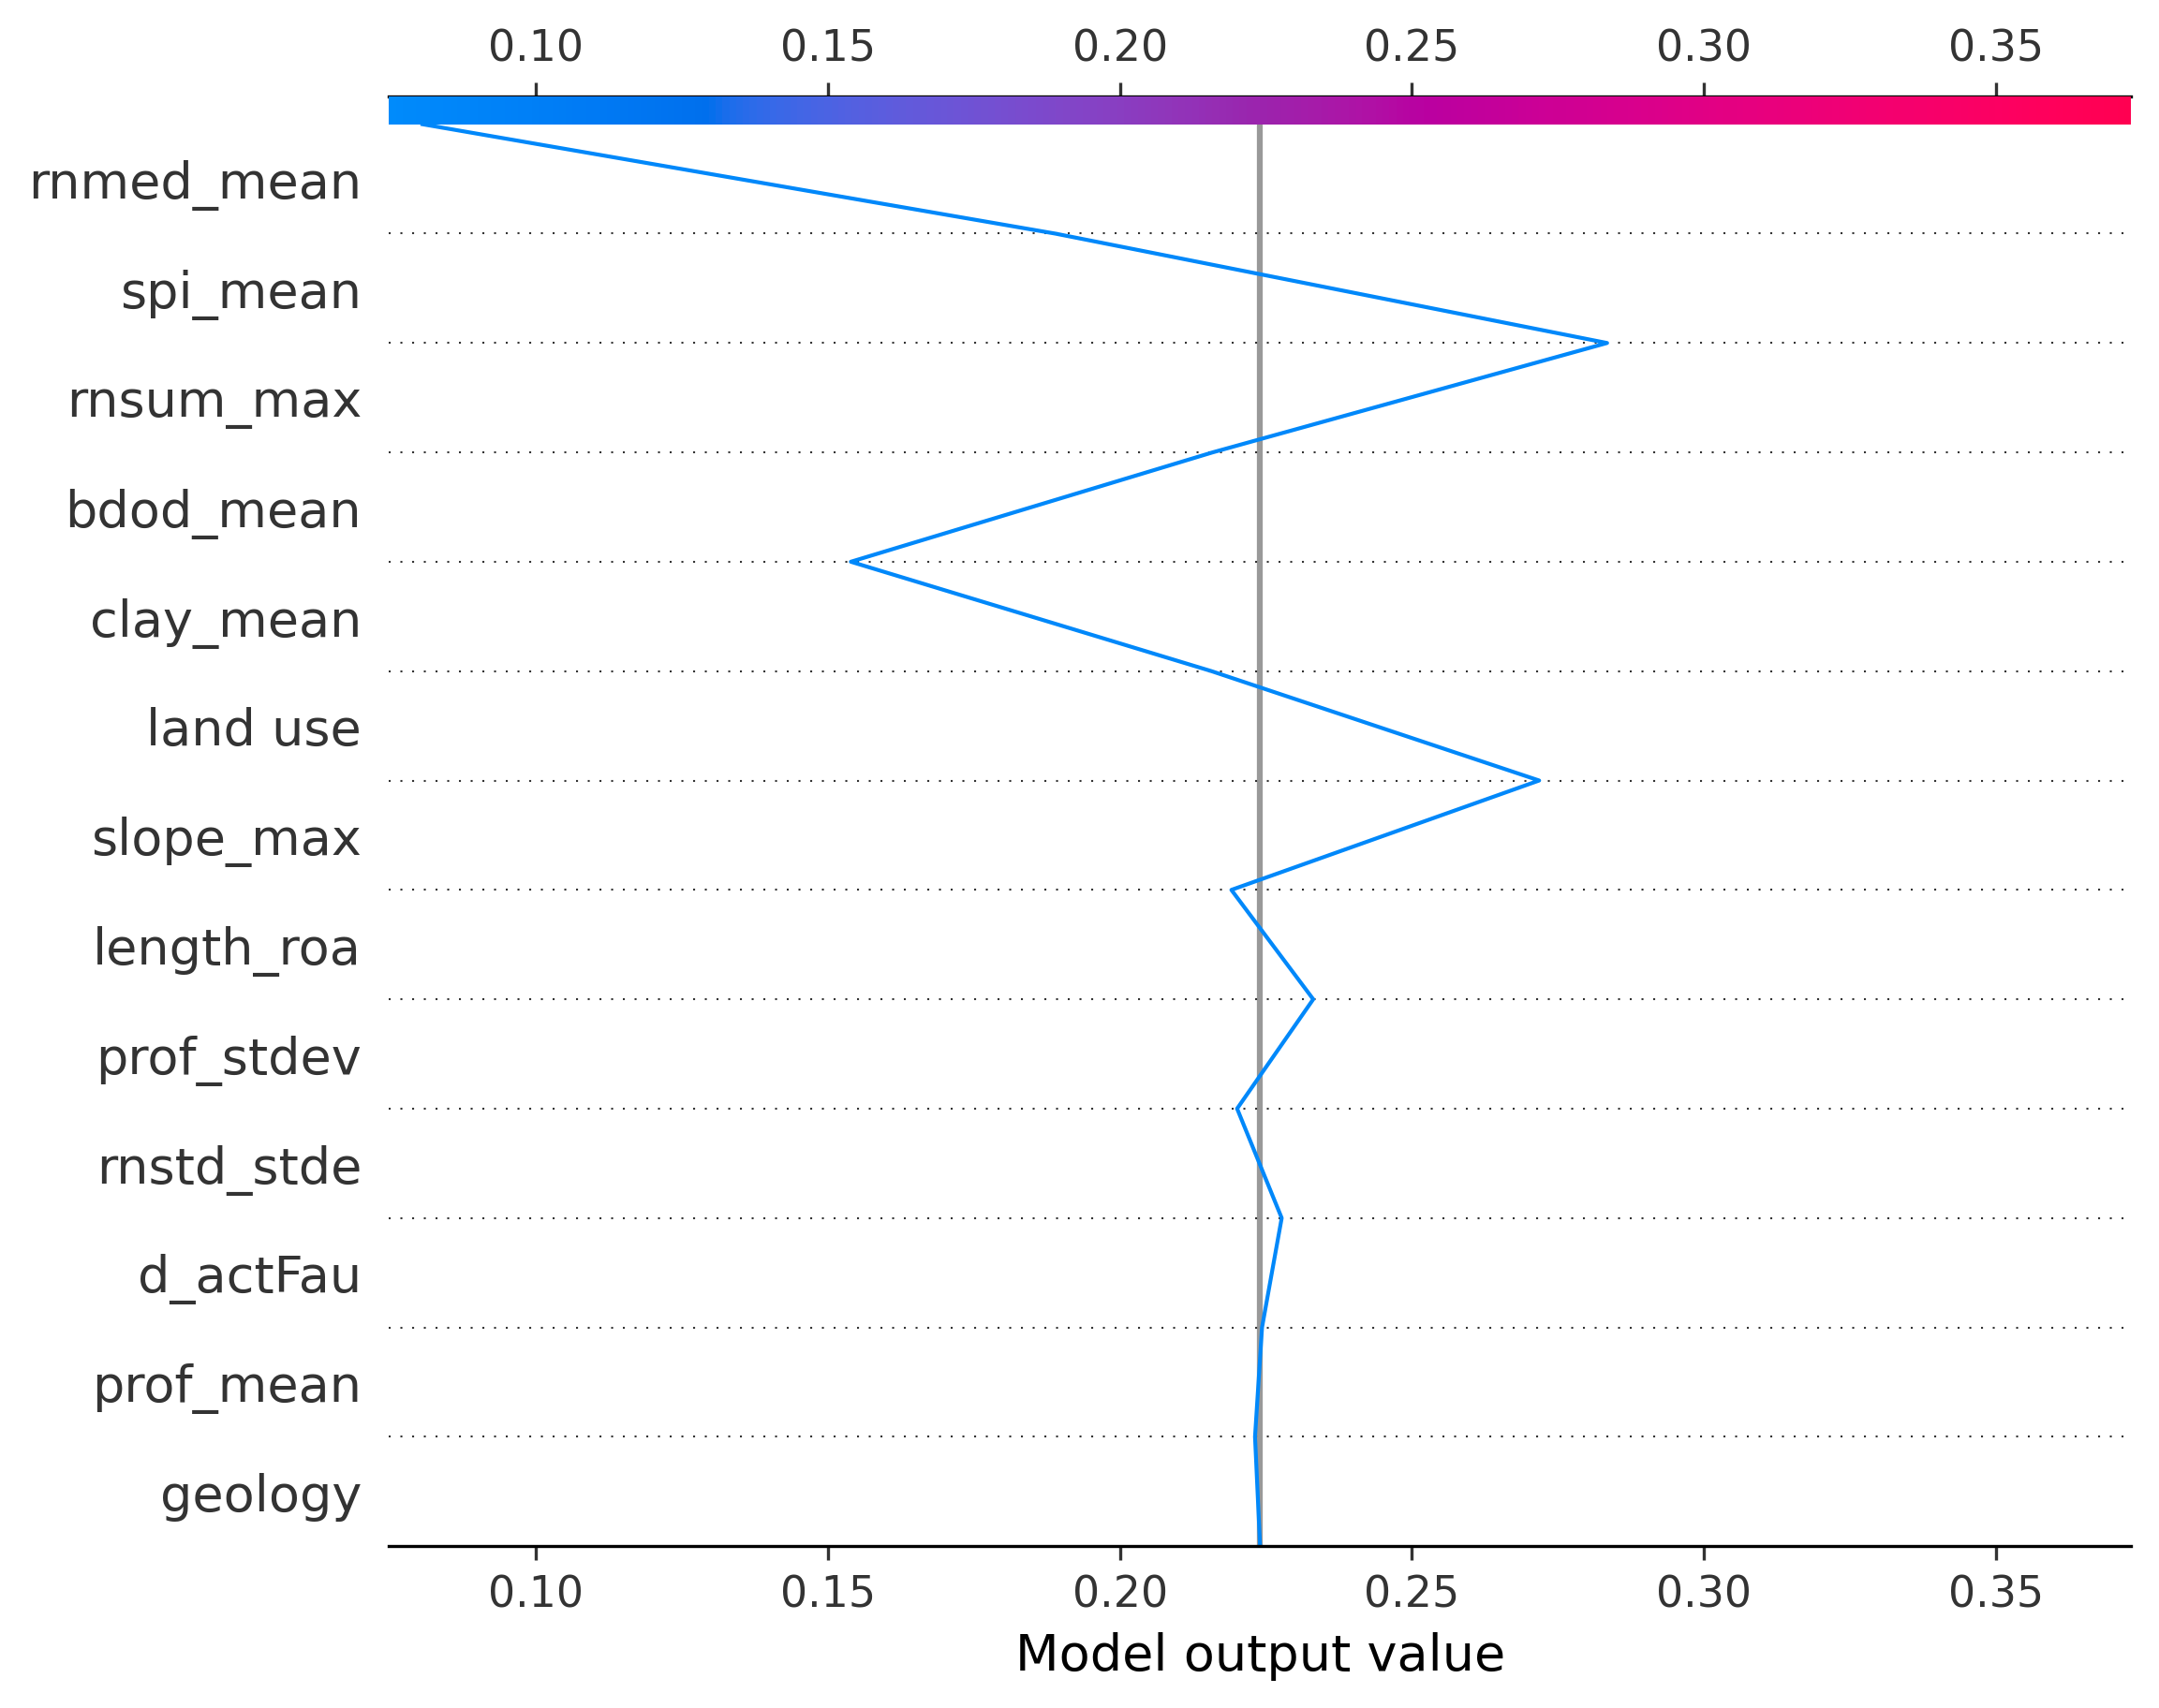 0.10 0.15 0.20 0.25 0.30 0.35
rnmed_mean
spi_mean
rnsum_max
bdod_mean
clay_mean
land use
slope_max
length_roa
prof_stdev
rnstd_stde
d_actFau
prof_mean
geology
0.10 0.15 0.20 0.25 0.30 0.35
Model output value